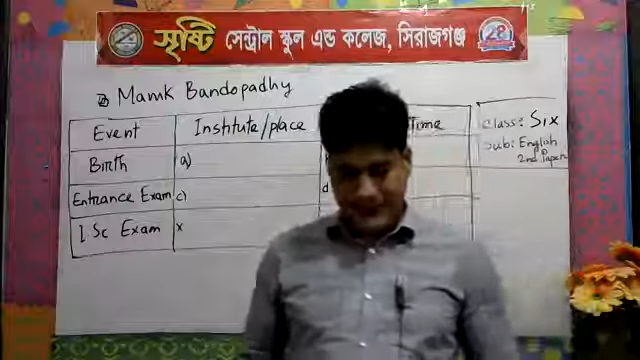 সৃষ্টি সেন্ট্রাল স্কুল এন্ড কলেজ, সিরাজগঞ্জ
28
Manik Bandopadhy
Class: Six
Sub: English
2nd Paper
Event Institute/place Time
Birth a)
Entrance Exam c) d
I.Sc Exam x